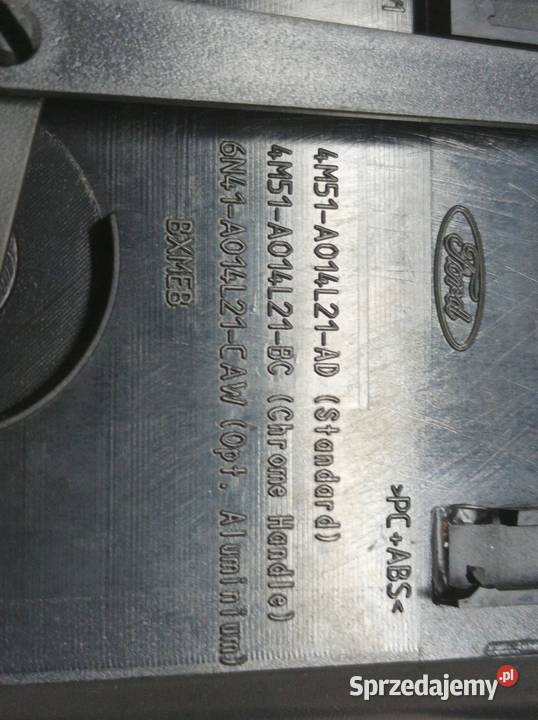 Ford
4M51-A014L21-AD (Standard)
4M51-A014L21-BC (Chrome Handle)
6N41-A014L21-CAW (Opt. Aluminium)
BXMEB
>PC+ABS<
Sprzedajemy.pl